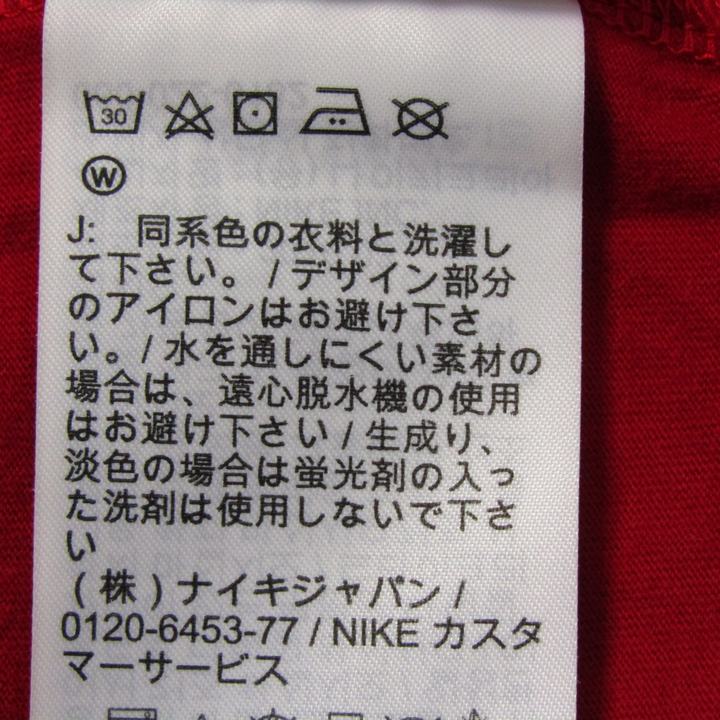 30
W
J: 同系色の衣料と洗濯し
て下さい。 / デザイン部分
のアイロンはお避け下さ
い。/ 水を通しにくい素材の
場合は、遠心脱水機の使用
はお避け下さい / 生成り、
淡色の場合は蛍光剤の入っ
た洗剤は使用しないで下さ
い
(株) ナイキジャパン /
0120-6453-77 / NIKE カスタ
マーサービス